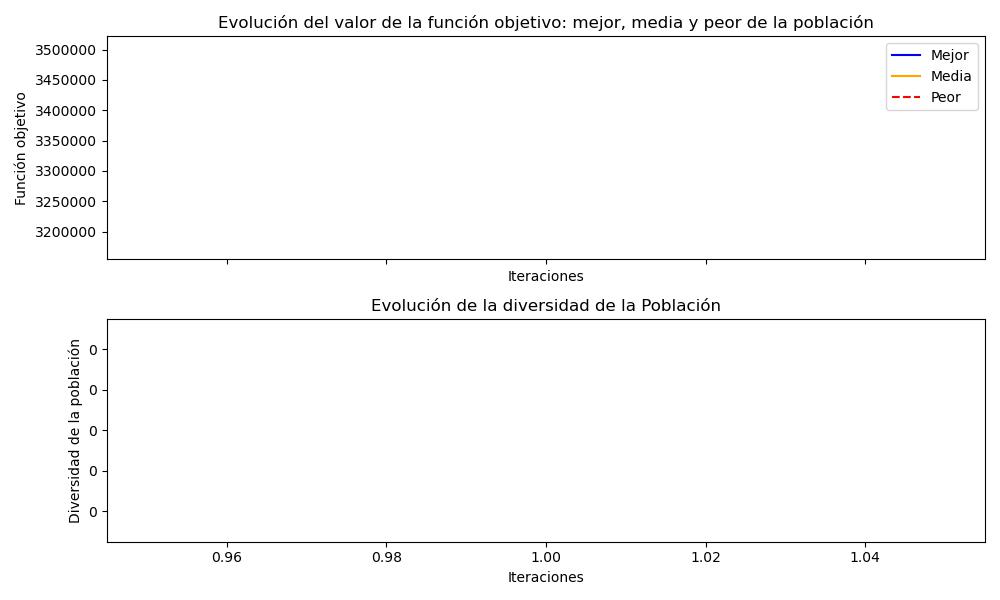 Evolución del valor de la función objetivo: mejor, media y peor de la población
3500000
3450000
3400000
3350000
3300000
3250000
3200000
Función objetivo
Mejor
Media
Peor
Iteraciones
Evolución de la diversidad de la Población
0
0
0
0
0
Diversidad de la población
0.96 0.98 1.00 1.02 1.04
Iteraciones